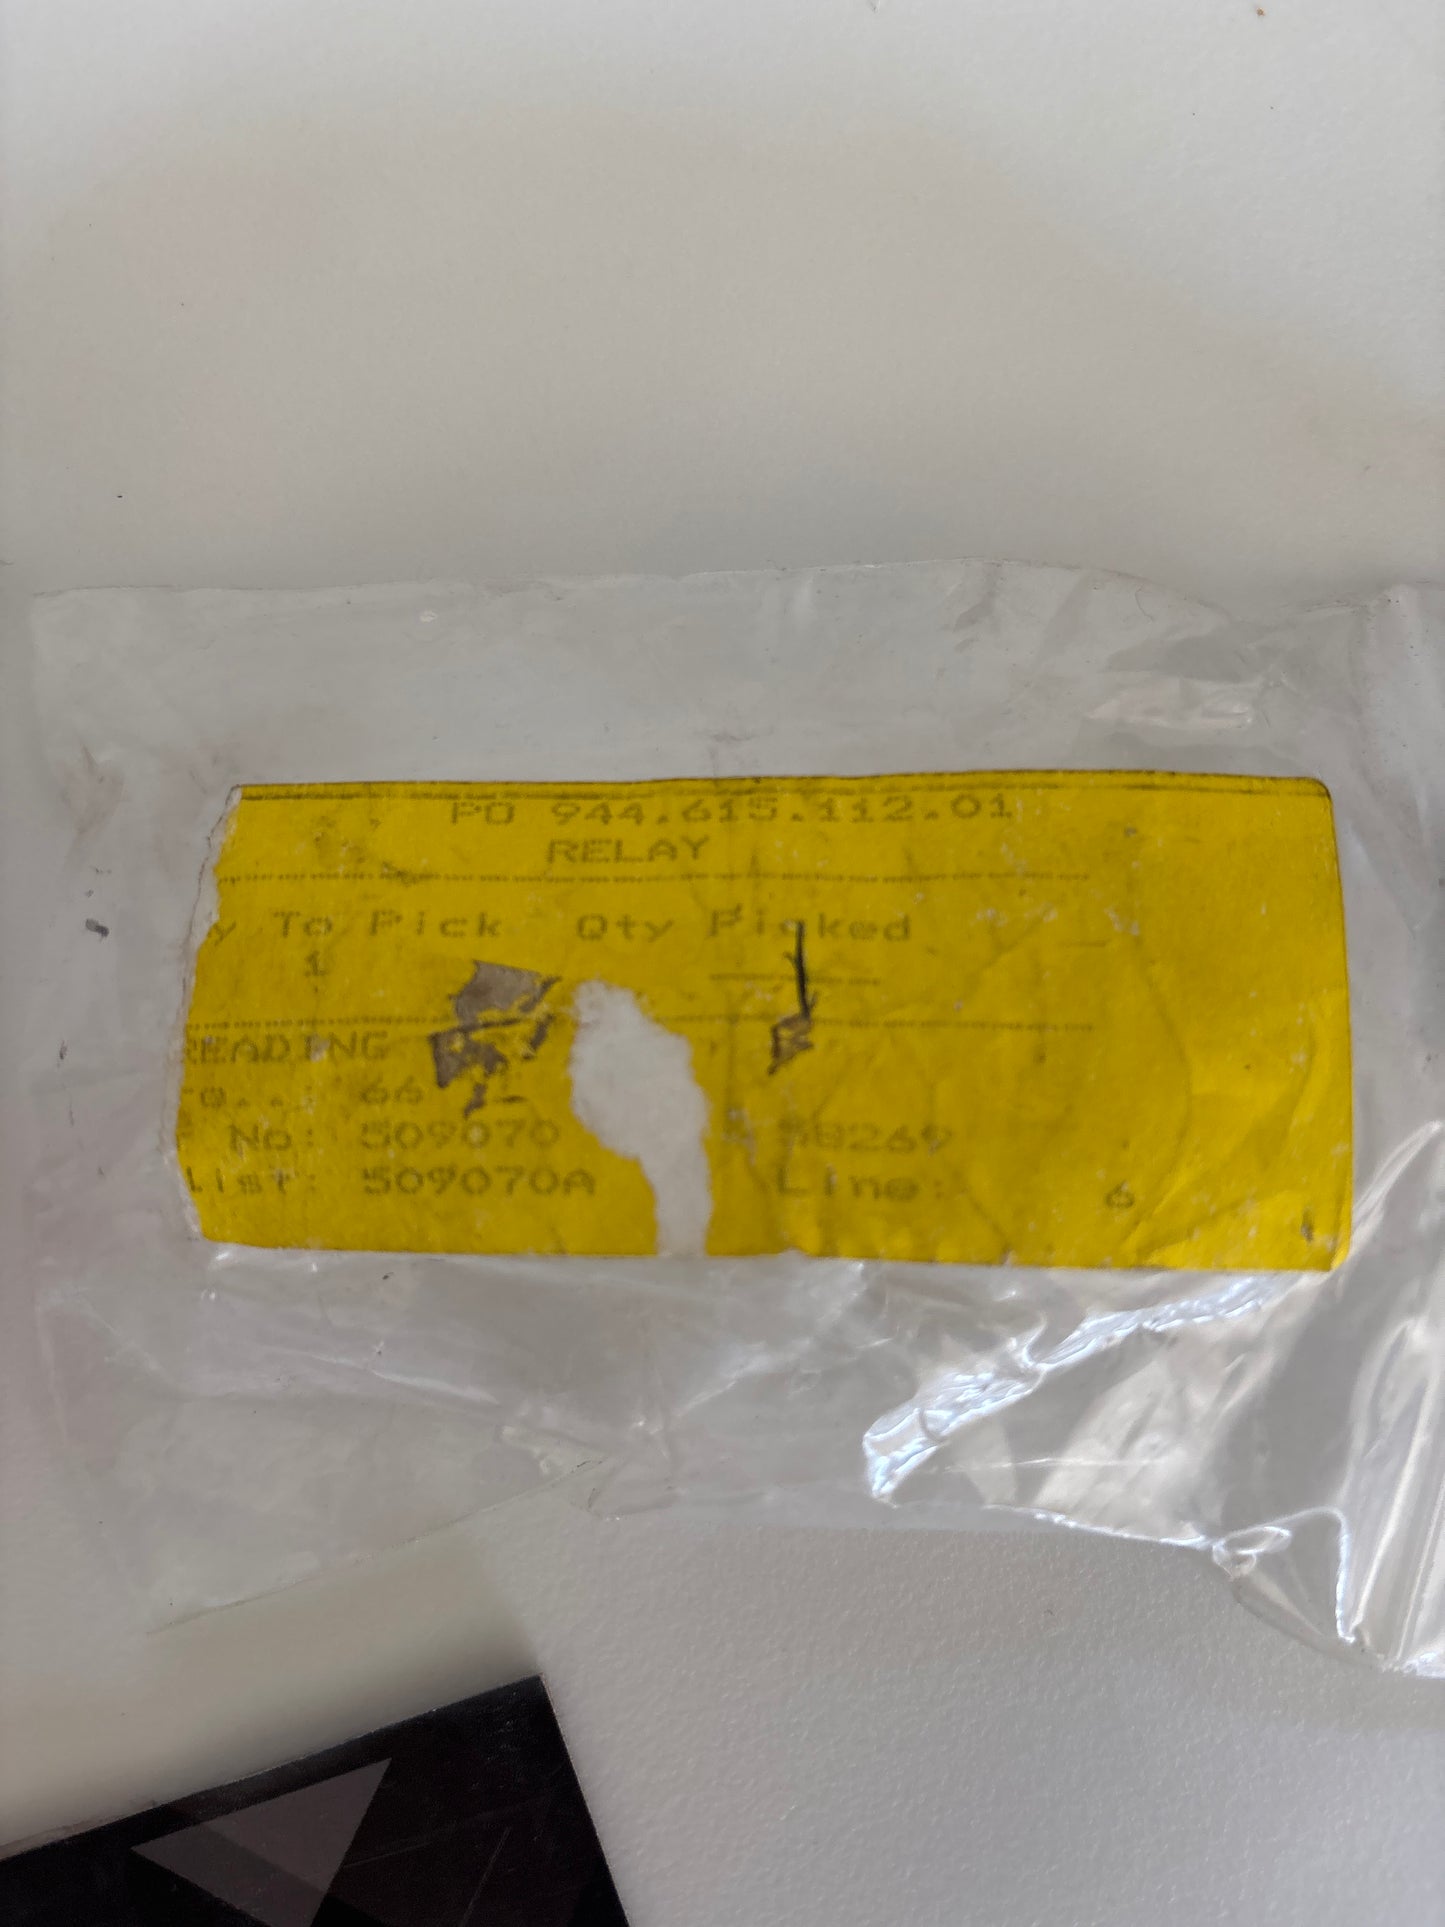 PO 944.615.112.01
RELAY
y To Pick Qty Picked
1
READING
o..: 66
No: 509070 58269
List: 509070A Line: 6